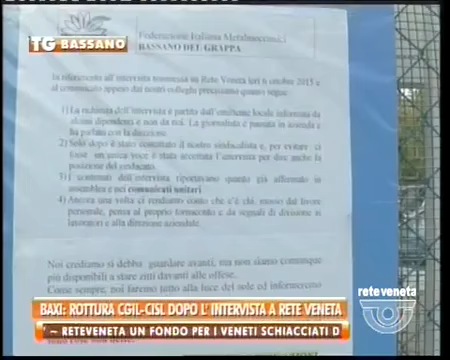 Federazione Italiana Metalmeccanici
TG BASSANO
BASSANO DEL GRAPPA
In riferimento all'intervista trasmessa su Rete Veneta ieri 6 ottobre 2015 e
al comunicato appeso dai nostri colleghi precisiamo quanto segue
1) La richiesta dell'intervista è partita dall'emittente locale informata da
alcuni dipendenti e non da noi. La giornalista è passata in azienda e
ha parlato con la direzione.
2) Solo dopo è stato contattato il nostro sindacalista e, per evitare ci
fosse un'unica voce è stata accettata l'intervista per dire anche la
posizione del sindacato.
3) I contenuti dell'intervista riportavano quanto già affermato in
assemblea e nei comunicati unitari
4) Ancora una volta ci rendiamo conto che c'è chi, mosso dal livore
personale, pensa al proprio tornaconto e da segnali di divisione ai
lavoratori e alla direzione aziendale.
Noi crediamo si debba guardare avanti, ma non siamo comunque
più disponibili a stare zitti davanti alle offese.
Come sempre, noi faremo tutto alla luce del sole ed informeremo
reteveneta
BAXI: ROTTURA CGIL-CISL DOPO L' INTERVISTA A RETE VENETA
- RETEVENETA UN FONDO PER I VENETI SCHIACCIATI D